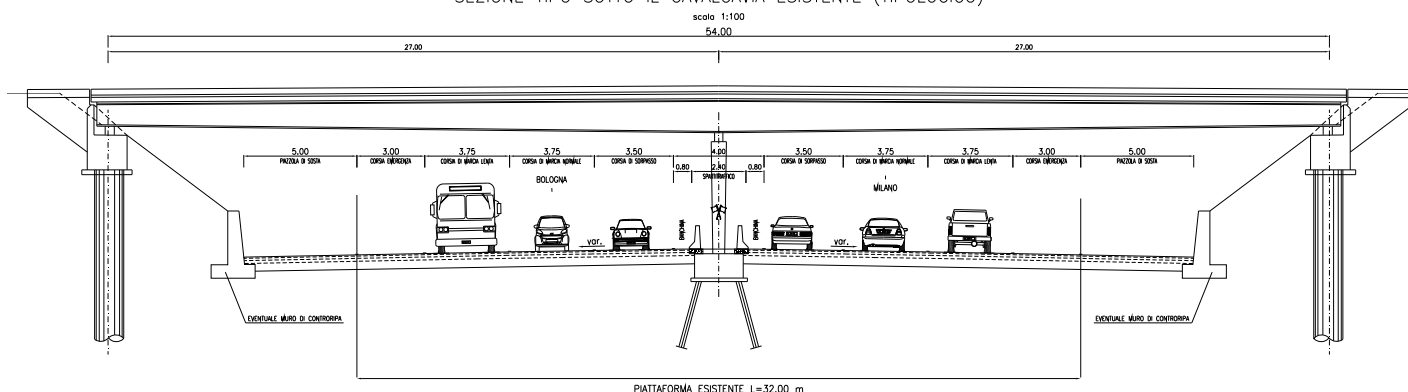 SEZIONE TIPO SOTTO IL CAVALCAVIA ESISTENTE (TIPOLOGICO)
scala 1:100
54.00
27.00 27.00
5.00 3.00 3.75 3.75 3.50 4.00 3.50 3.75 3.75 3.00 5.00
PIAZZOLA DI SOSTA CORSIA EMERGENZA CORSIA DI MARCIA LENTA CORSIA DI MARCIA NORMALE CORSIA DI SORPASSO CORSIA DI SORPASSO CORSIA DI MARCIA NORMALE CORSIA DI MARCIA LENTA CORSIA EMERGENZA PIAZZOLA DI SOSTA
0.80 2.40 0.80
SPARTITRAFFICO
BOLOGNA MILANO
BANCHINA BANCHINA
var. var.
EVENTUALE MURO DI CONTRORIPA EVENTUALE MURO DI CONTRORIPA
PIATTAFORMA ESISTENTE L=32.00 m